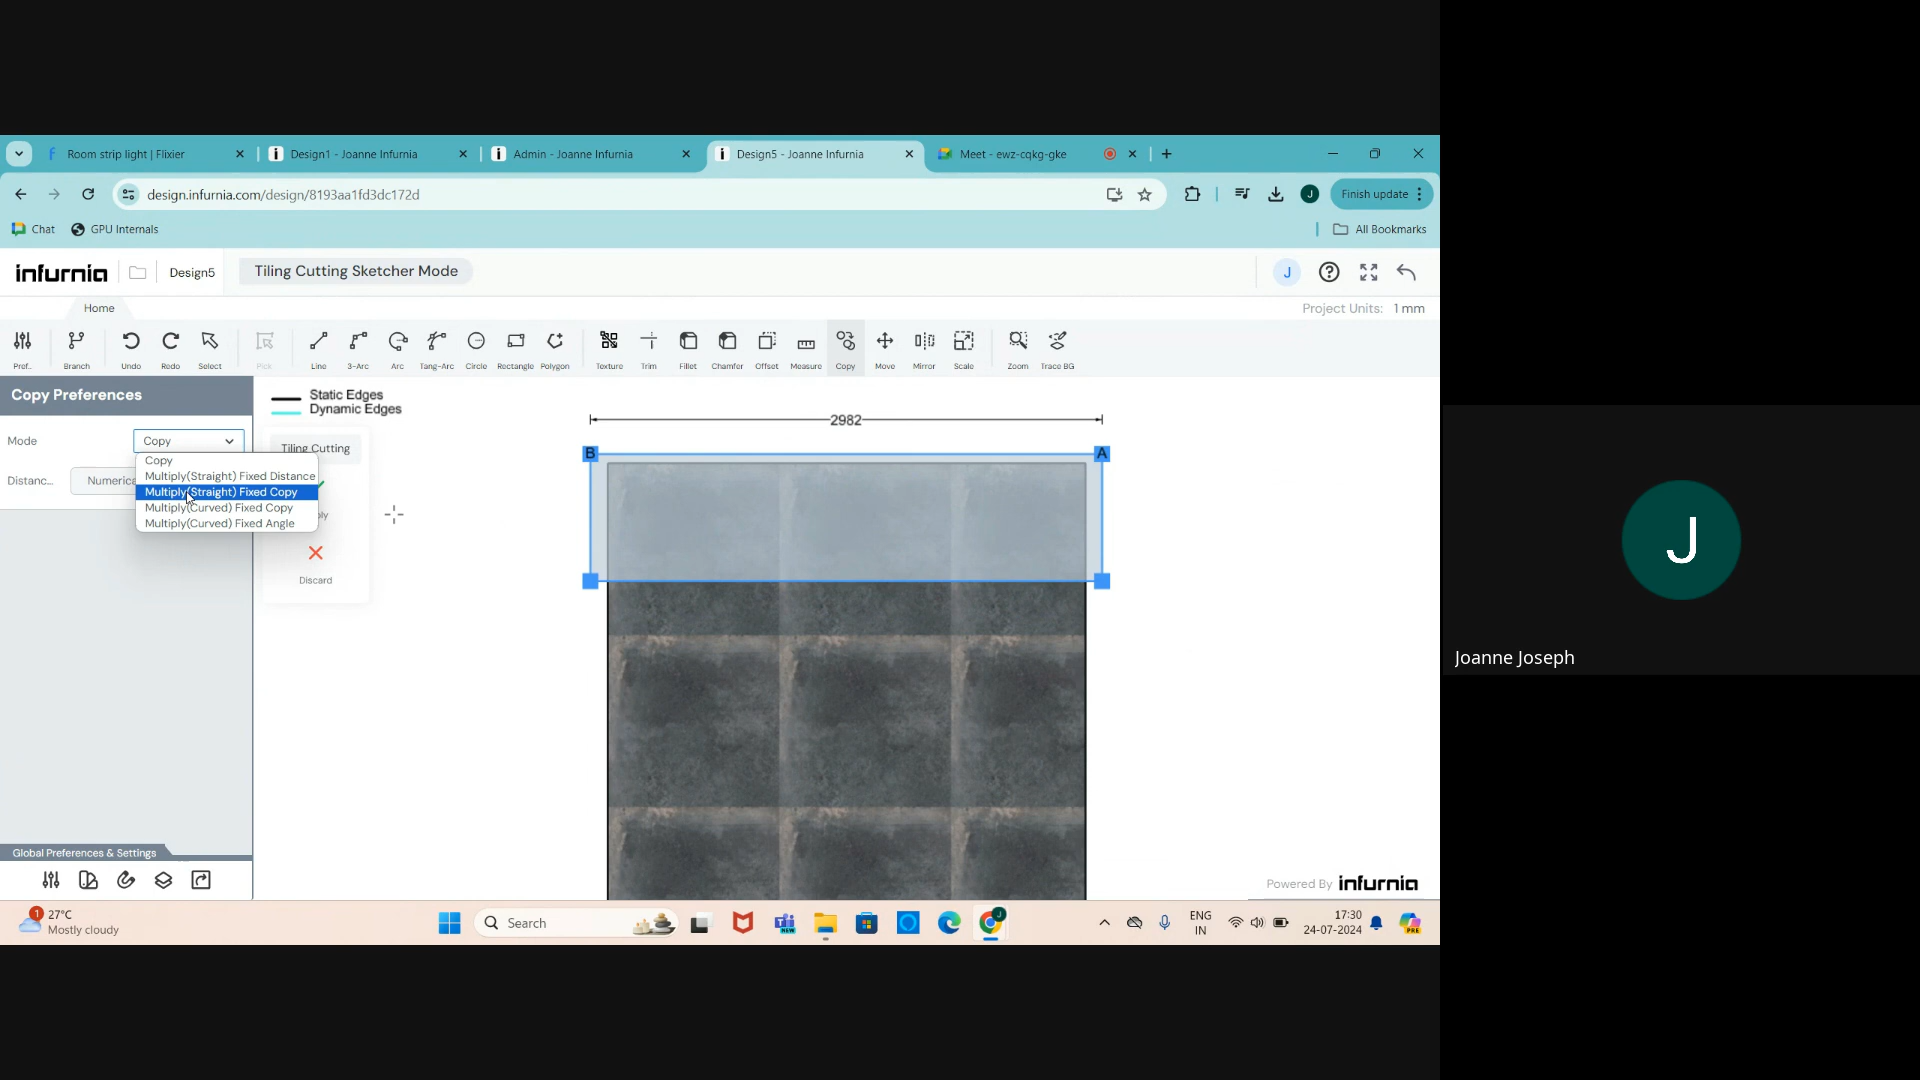 Room strip light | Flixier
Design1 - Joanne Infurnia
Admin - Joanne Infurnia
Design5 - Joanne Infurnia
Meet - ewz-cqkg-gke
design.infurnia.com/design/8193aa1fd3dc172d
J
Finish update
Chat
GPU Internals
All Bookmarks
infurnia
Design5
Tiling Cutting Sketcher Mode
J
Home
Project Units: 1 mm
Pref..
Branch
Undo
Redo
Select
Pick
Line
3-Arc
Arc
Tang-Arc
Circle
Rectangle
Polygon
Texture
Trim
Fillet
Chamfer
Offset
Measure
Copy
Move
Mirror
Scale
Zoom
Trace BG
Copy Preferences
Static Edges
Dynamic Edges
2982
Mode
Copy
Tiling Cutting
B
A
Copy
Multiply(Straight) Fixed Distance
Distanc...
Numerica
Multiply(Straight) Fixed Copy
Multiply(Curved) Fixed Copy
Multiply(Curved) Fixed Angle
Discard
J
Joanne Joseph
Global Preferences & Settings
Powered By infurnia
1
27°C
Mostly cloudy
Search
NEW
J
ENG
IN
17:30
24-07-2024
PRE